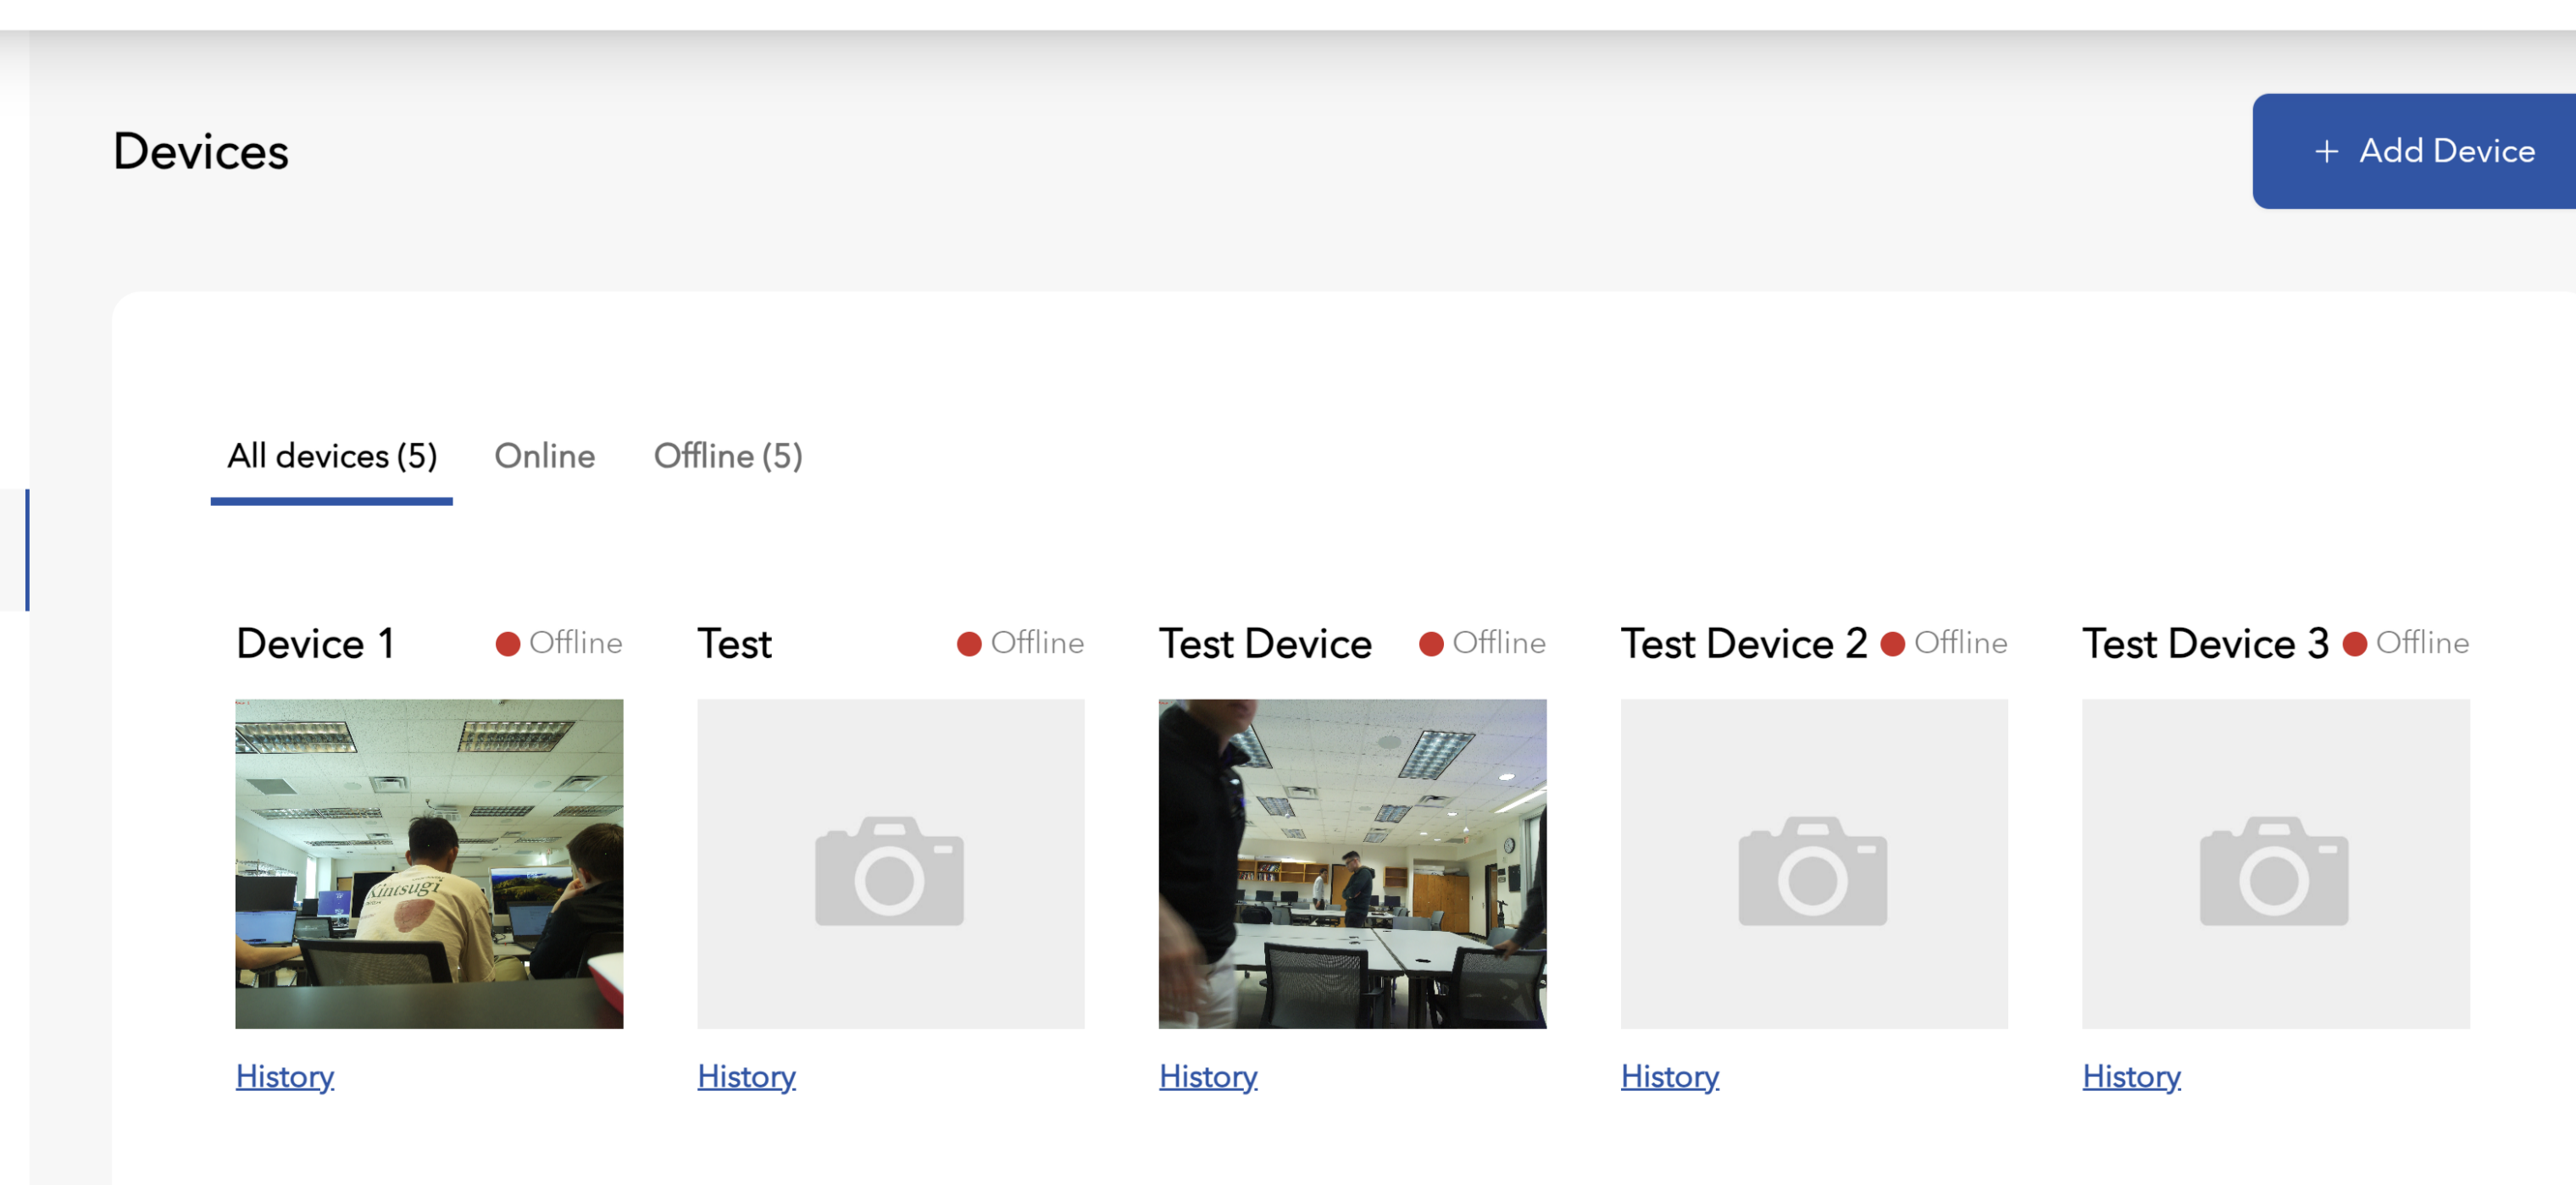 Devices
+ Add Device
All devices (5) Online Offline (5)
Device 1 Offline Test Offline Test Device Offline Test Device 2 Offline Test Device 3 Offline
Kintsugi
History History History History History